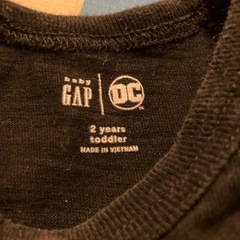 baby
GAP | DC
2 years
toddler
MADE IN VIETNAM